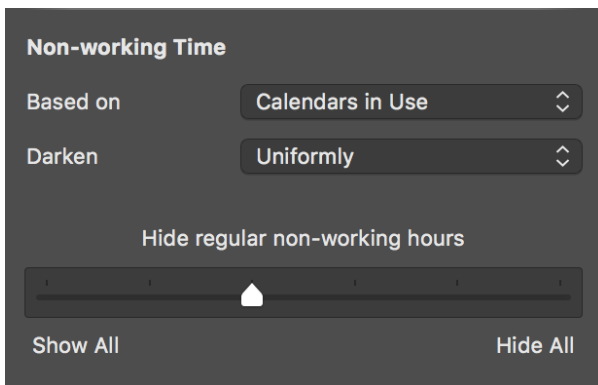 Non-working Time
Based on Calendars in Use
Darken Uniformly
Hide regular non-working hours
Show All Hide All